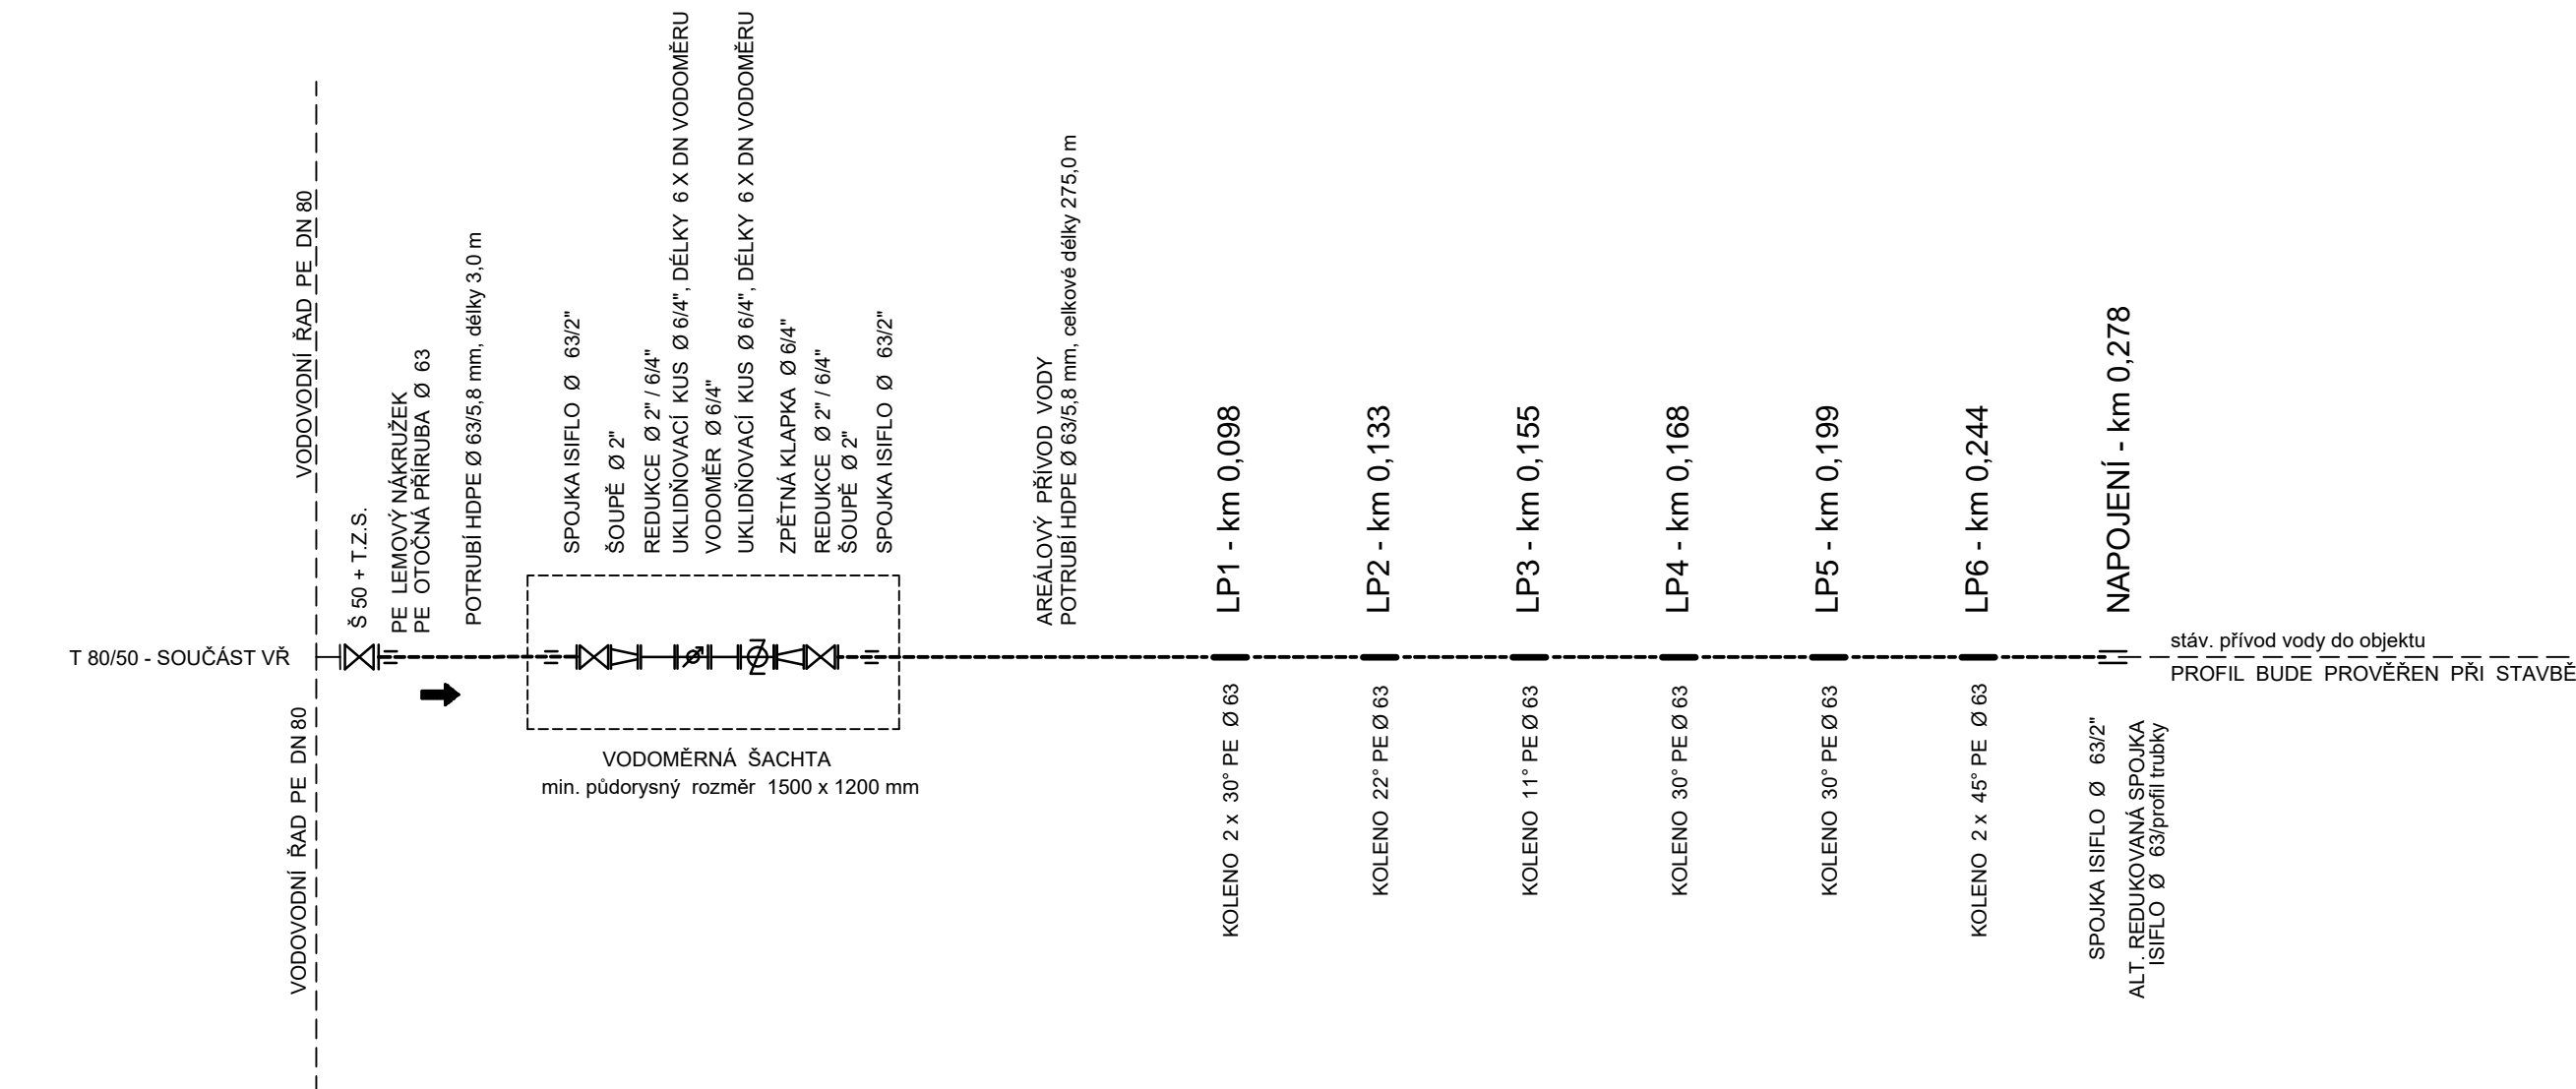 VODOVODNÍ ŘAD PE DN 80
VODOVODNÍ ŘAD PE DN 80
T 80/50 - SOUČÁST VŘ
Š 50 + T.Z.S.
PE LEMOVÝ NÁKRUŽEK
PE OTOČNÁ PŘÍRUBA Ø 63
POTRUBÍ HDPE Ø 63/5,8 mm, délky 3,0 m
SPOJKA ISIFLO Ø 63/2"
ŠOUPĚ Ø 2"
REDUKCE Ø 2" / 6/4"
UKLIDŇOVACÍ KUS Ø 6/4", DÉLKY 6 X DN VODOMĚRU
VODOMĚR Ø 6/4"
UKLIDŇOVACÍ KUS Ø 6/4", DÉLKY 6 X DN VODOMĚRU
ZPĚTNÁ KLAPKA Ø 6/4"
REDUKCE Ø 2" / 6/4"
ŠOUPĚ Ø 2"
SPOJKA ISIFLO Ø 63/2"
VODOMĚRNÁ ŠACHTA
min. půdorysný rozměr 1500 x 1200 mm
AREÁLOVÝ PŘÍVOD VODY
POTRUBÍ HDPE Ø 63/5,8 mm, celkové délky 275,0 m
LP1 - km 0,098
KOLENO 2 x 30° PE Ø 63
LP2 - km 0,133
KOLENO 22° PE Ø 63
LP3 - km 0,155
KOLENO 11° PE Ø 63
LP4 - km 0,168
KOLENO 30° PE Ø 63
LP5 - km 0,199
KOLENO 30° PE Ø 63
LP6 - km 0,244
KOLENO 2 x 45° PE Ø 63
NAPOJENÍ - km 0,278
SPOJKA ISIFLO Ø 63/2"
ALT. REDUKOVANÁ SPOJKA
ISIFLO Ø 63/profil trubky
stáv. přívod vody do objektu
PROFIL BUDE PROVĚŘEN PŘI STAVBĚ